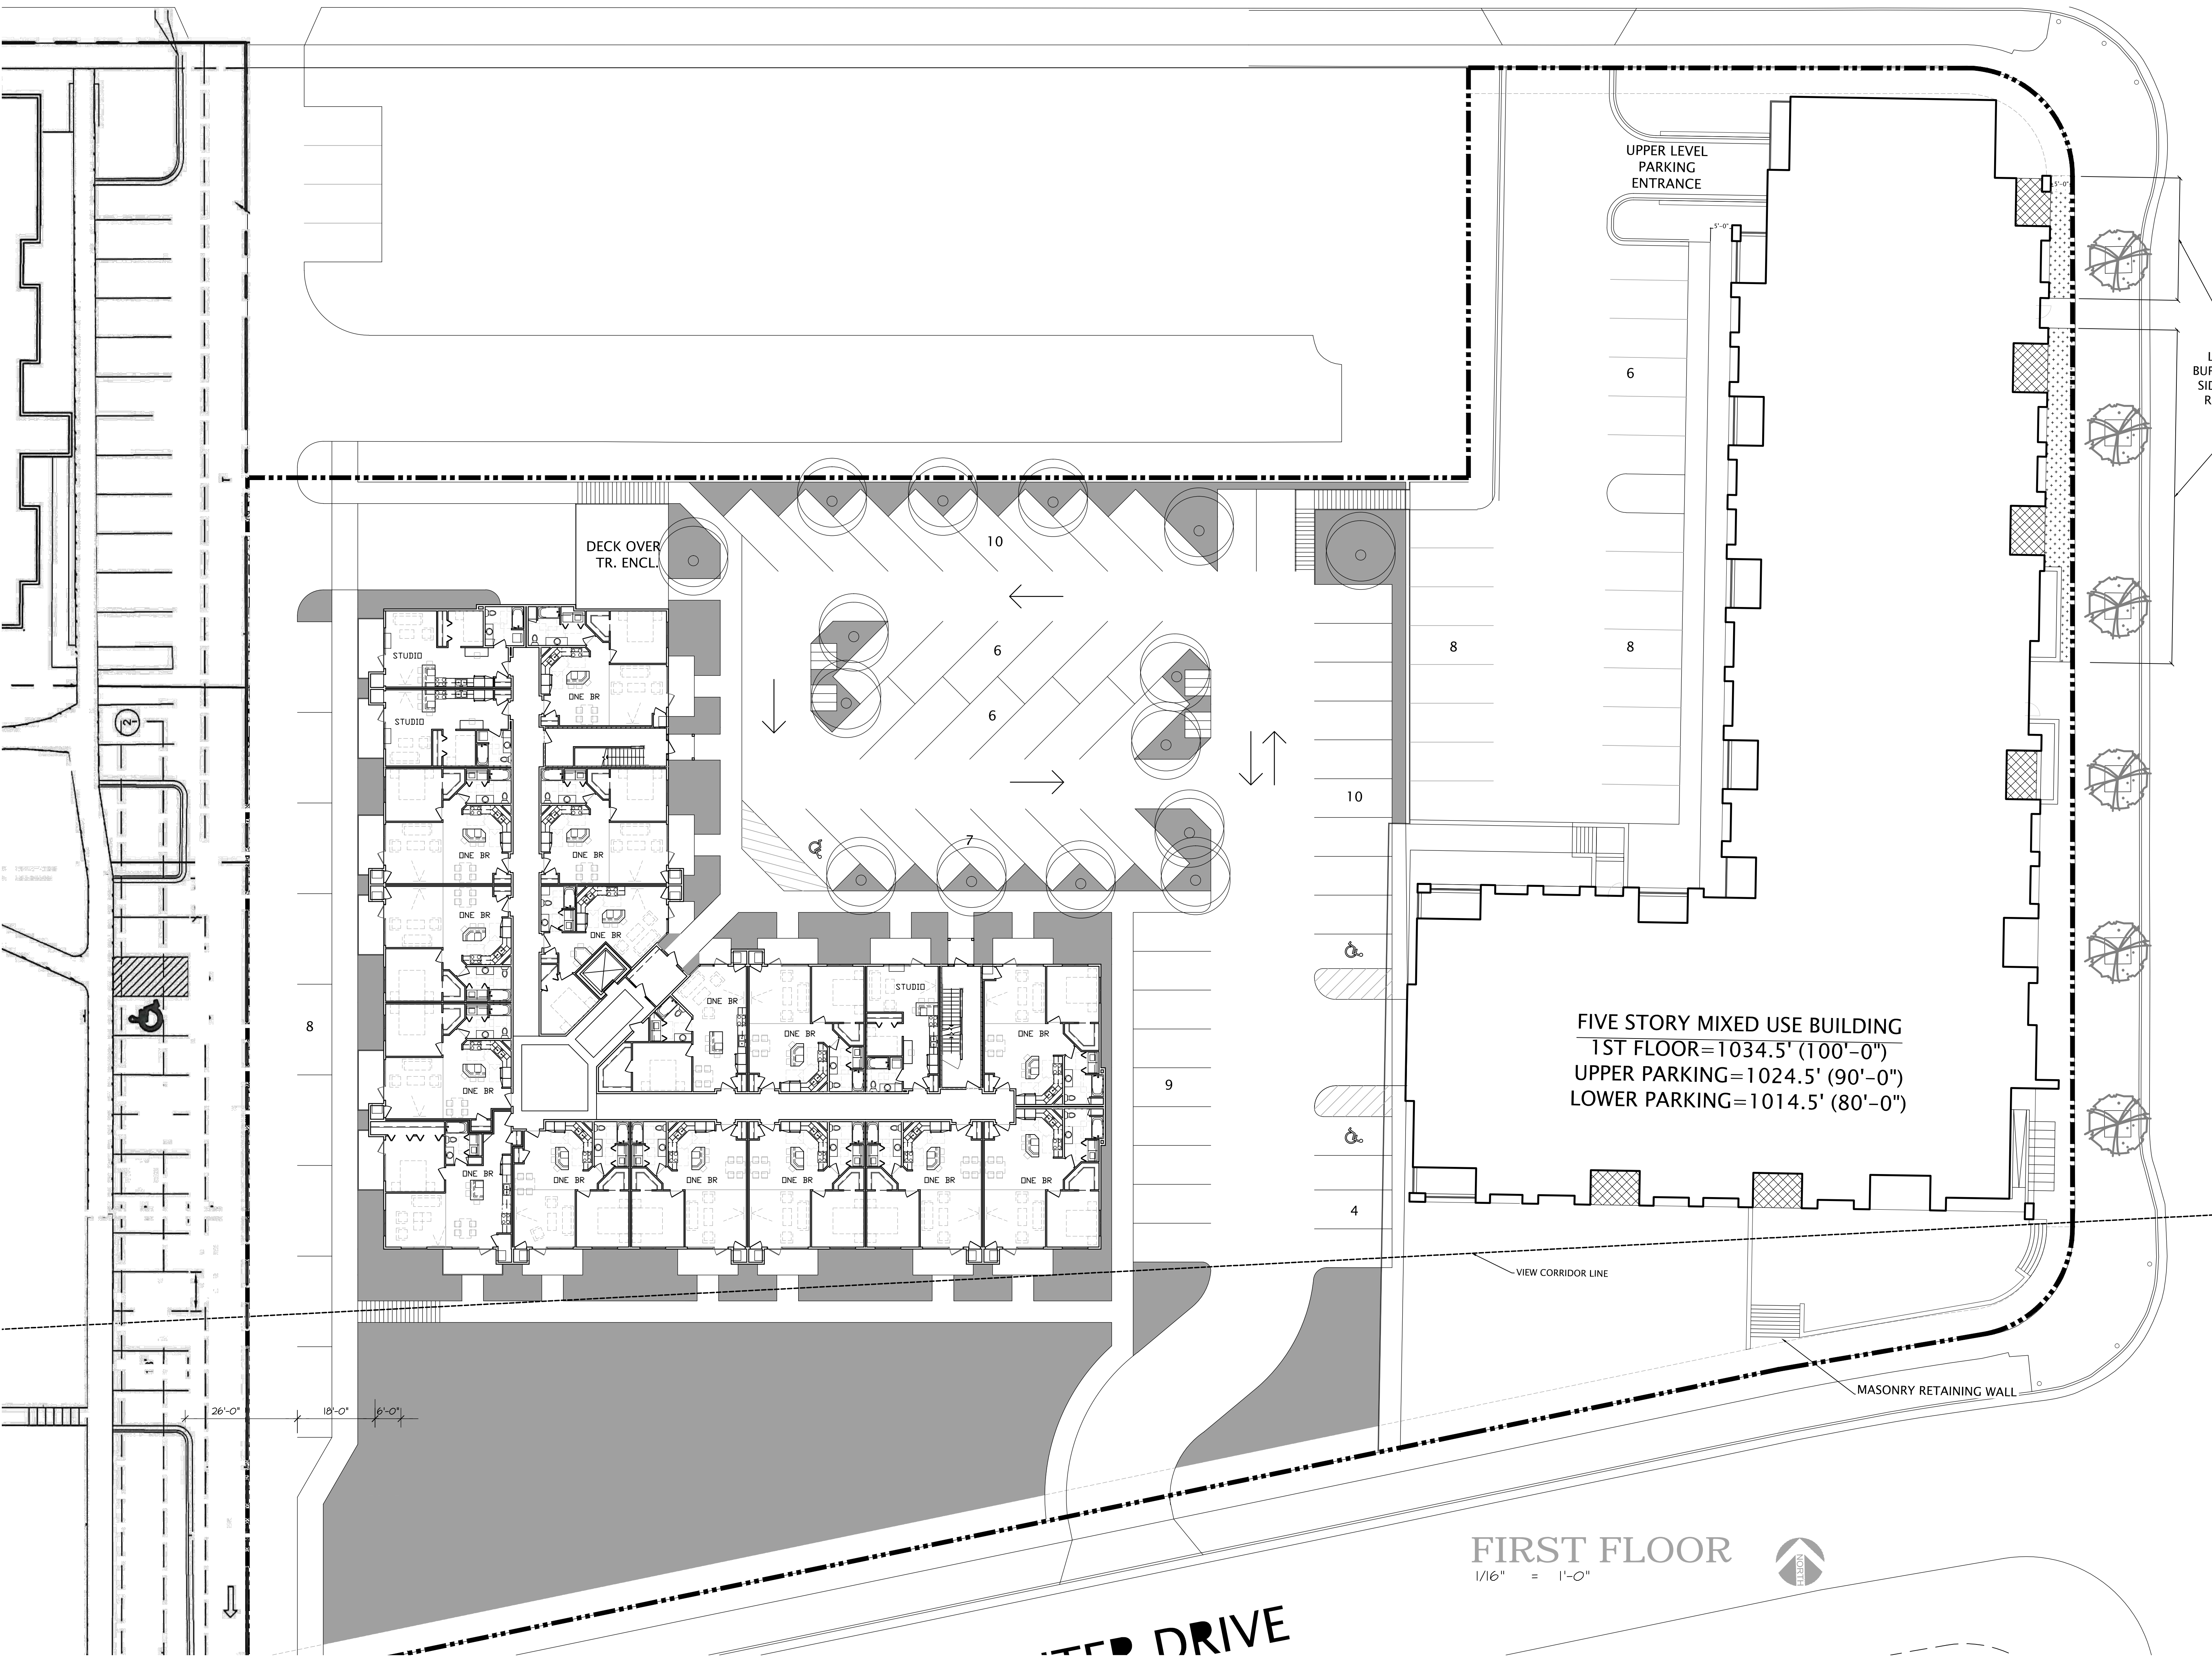 UPPER LEVEL
PARKING
ENTRANCE
5'-0"
5'-0"
6
DECK OVER
TR. ENCL.
10
6
6
8
8
10
7
STUDIO
ONE BR
STUDIO
ONE BR
ONE BR
ONE BR
ONE BR
ONE BR
ONE BR
ONE BR
STUDIO
ONE BR
ONE BR
ONE BR
ONE BR
ONE BR
ONE BR
ONE BR
8
9
4
2
FIVE STORY MIXED USE BUILDING
1ST FLOOR=1034.5' (100'-0")
UPPER PARKING=1024.5' (90'-0")
LOWER PARKING=1014.5' (80'-0")
VIEW CORRIDOR LINE
MASONRY RETAINING WALL
26'-0"
18'-0"
6'-0"
FIRST FLOOR
1/16" = 1'-0"
NORTH
DRIVE